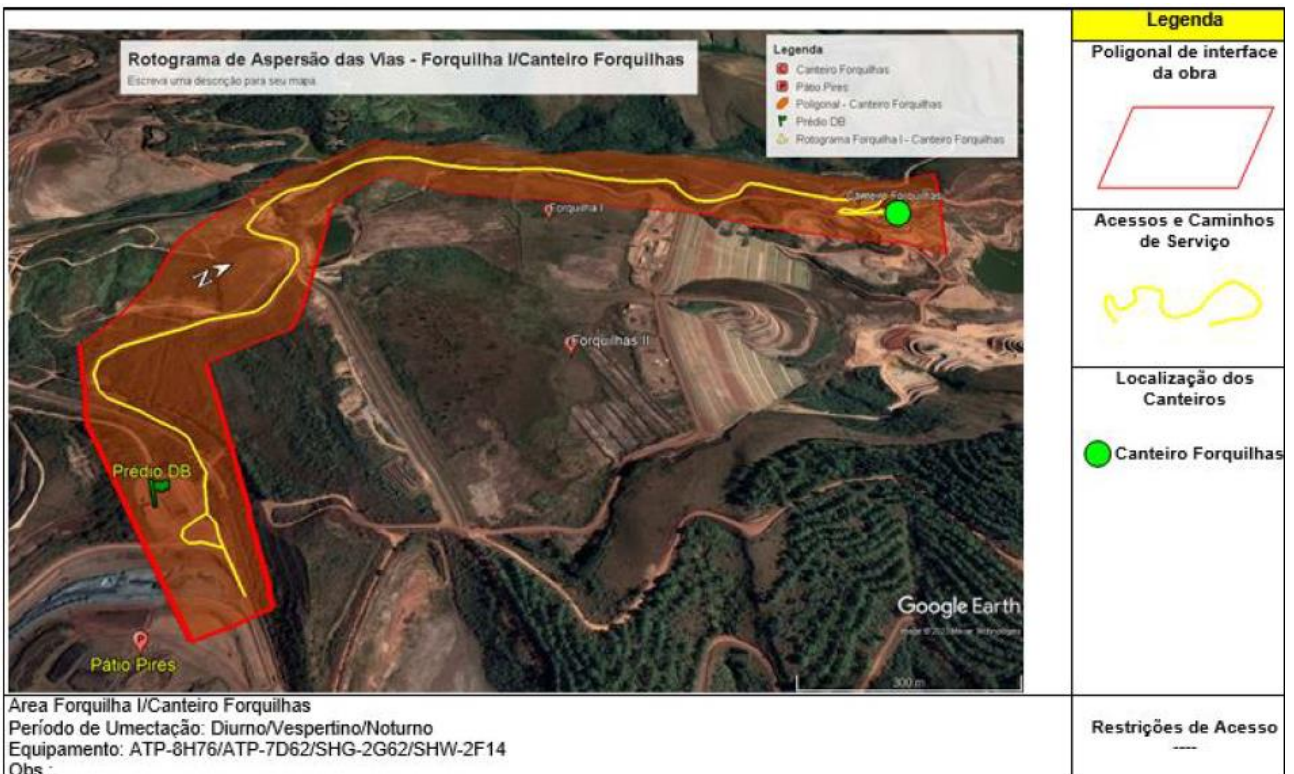 Rotograma de Aspersão das Vias - Forquilha I/Canteiro Forquilhas
Escreva uma descrição para seu mapa.
Legenda
Canteiro Forquilhas
Pátio Pires
Poligonal - Canteiro Forquilhas
Prédio DB
Rotograma Forquilha I - Canteiro Forquilhas
Canteiro Forquilhas
Forquilha I
N
Forquilhas II
Prédio DB
Pátio Pires
Google Earth
300 m
Legenda
Poligonal de interface
da obra
Acessos e Caminhos
de Serviço
Localização dos
Canteiros
Canteiro Forquilhas
Area Forquilha I/Canteiro Forquilhas
Período de Umectação: Diurno/Vespertino/Noturno
Equipamento: ATP-8H76/ATP-7D62/SHG-2G62/SHW-2F14
Obs.:
Restrições de Acesso
----